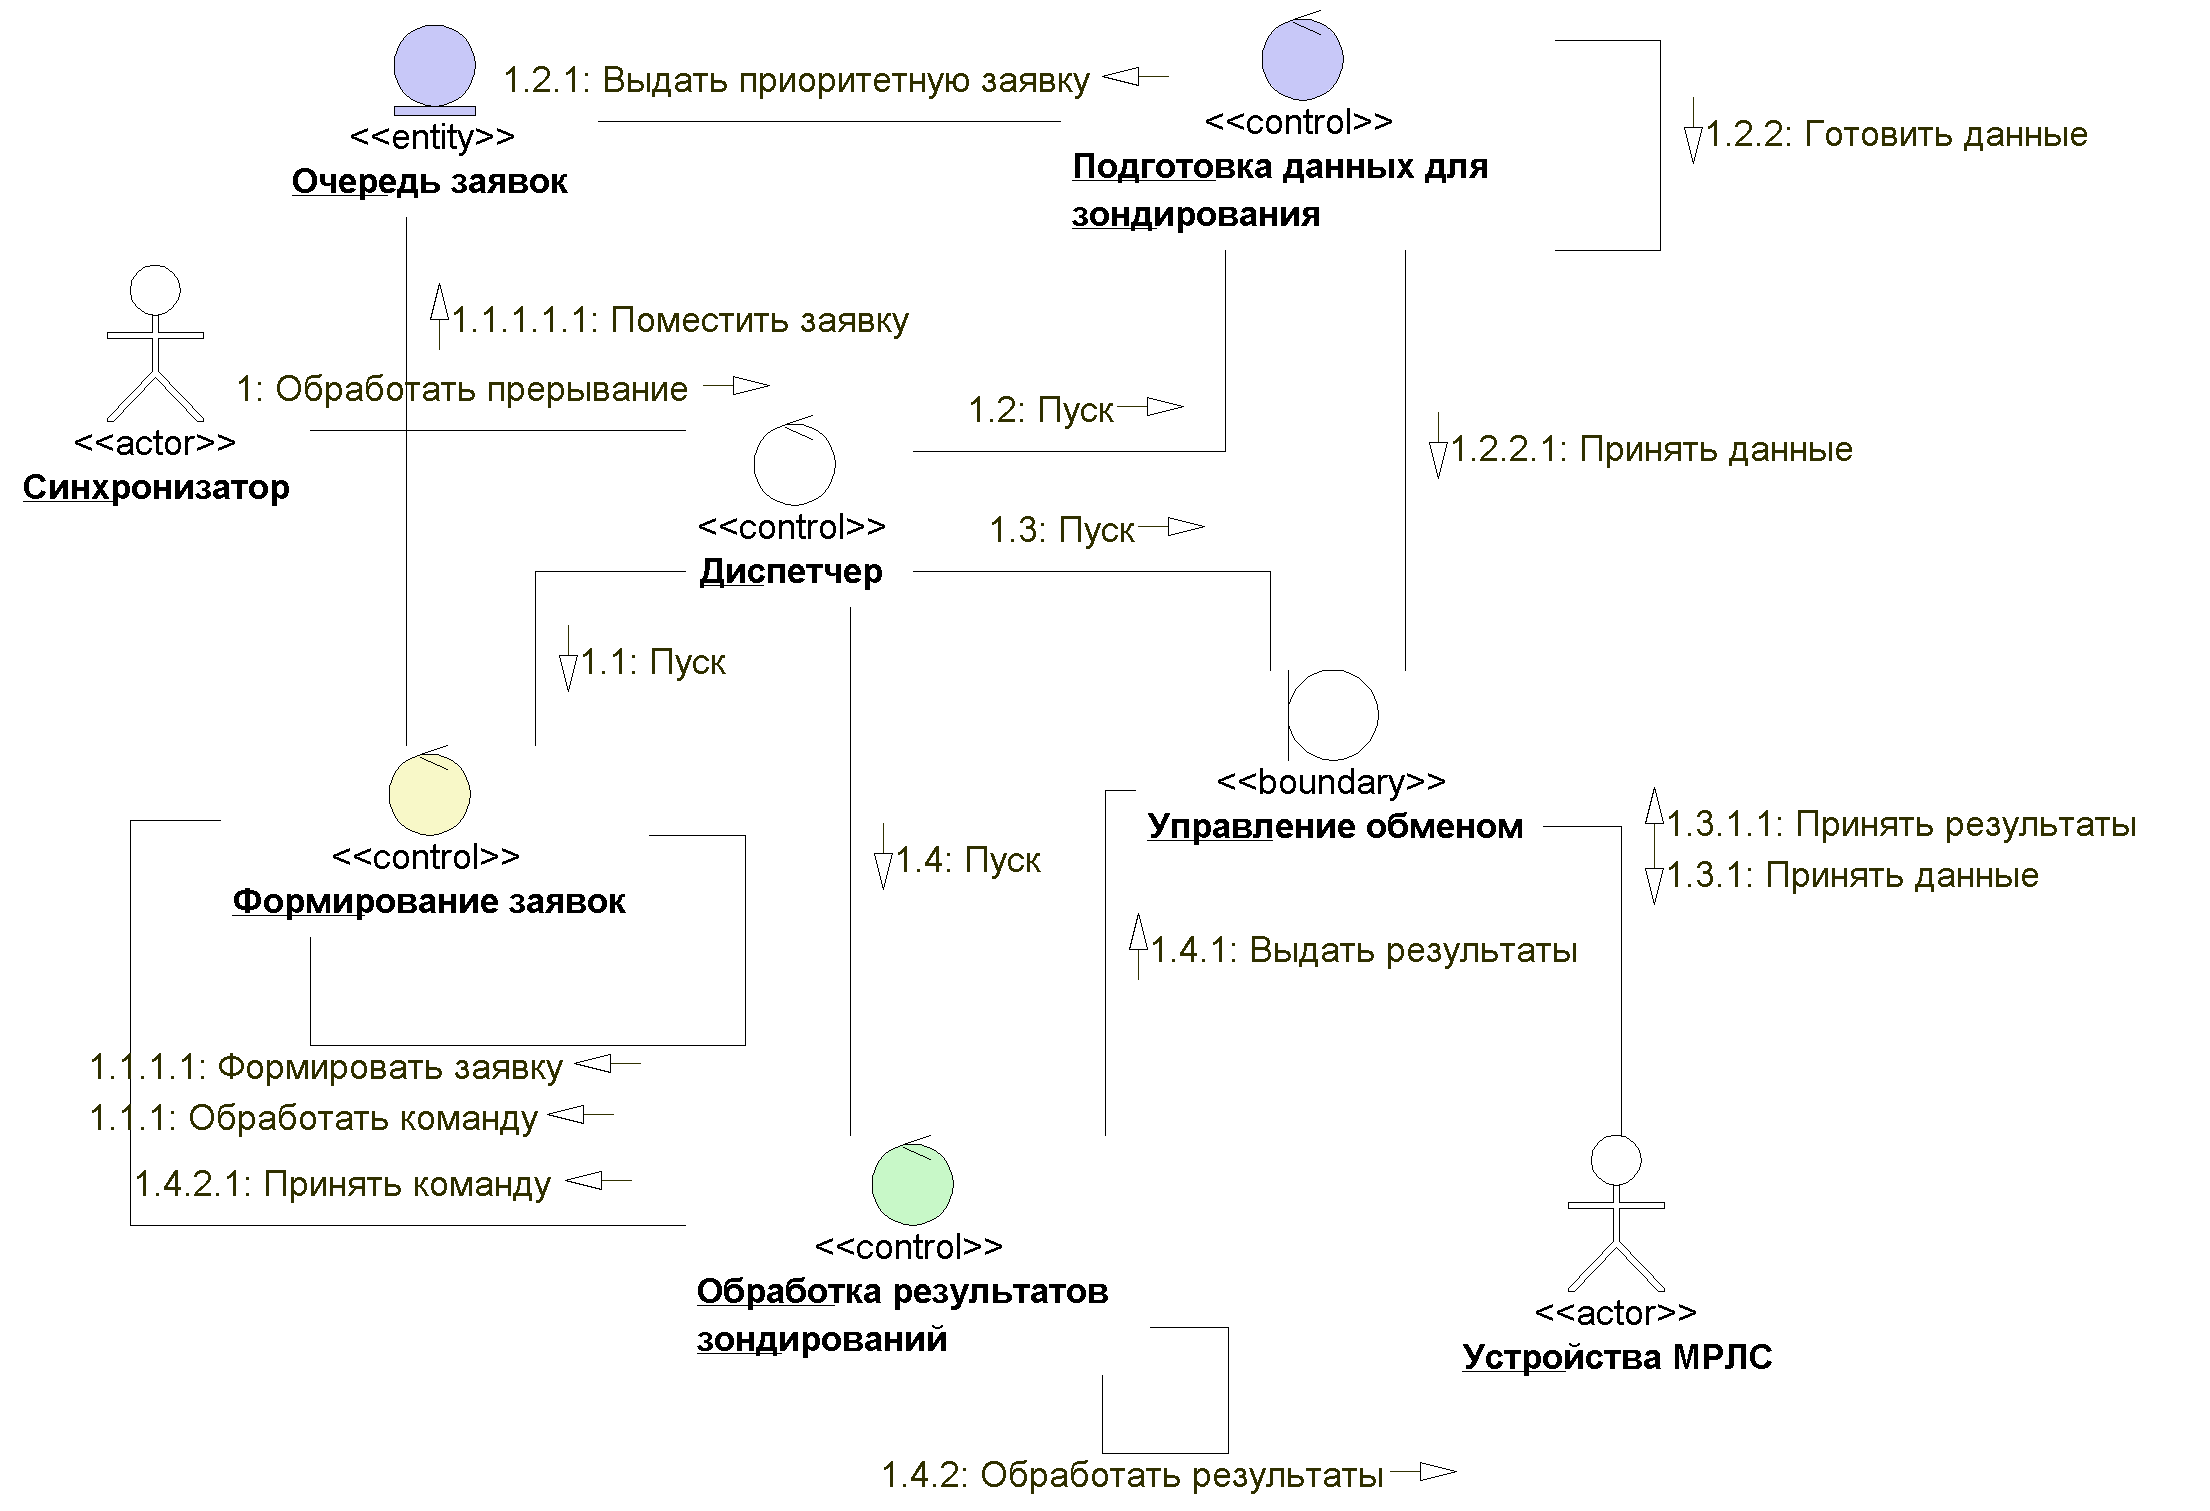 1.2.1: Выдать приоритетную заявку
<<entity>>
Очередь заявок
<<control>>
Подготовка данных для
зондирования
1.2.2: Готовить данные
1.1.1.1.1: Поместить заявку
1: Обработать прерывание
<<actor>>
Синхронизатор
1.2: Пуск
1.2.2.1: Принять данные
<<control>>
Диспетчер
1.3: Пуск
1.1: Пуск
<<boundary>>
Управление обменом
1.3.1.1: Принять результаты
1.3.1: Принять данные
<<control>>
Формирование заявок
1.4: Пуск
1.4.1: Выдать результаты
1.1.1.1: Формировать заявку
1.1.1: Обработать команду
1.4.2.1: Принять команду
<<control>>
Обработка результатов
зондирований
<<actor>>
Устройства МРЛС
1.4.2: Обработать результаты